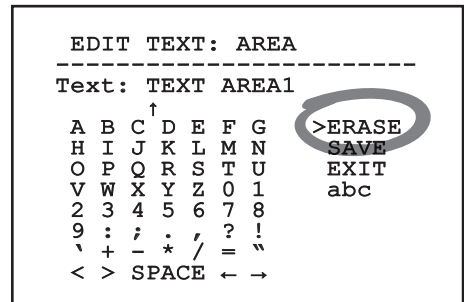 EDIT TEXT: AREA
------------------------
Text: TEXT AREA1
↑
A B C D E F G >ERASE
H I J K L M N SAVE
O P Q R S T U EXIT
V W X Y Z 0 1 abc
2 3 4 5 6 7 8
9 : ; . , ? !
‵ + - * / = ‶
< > SPACE ← →